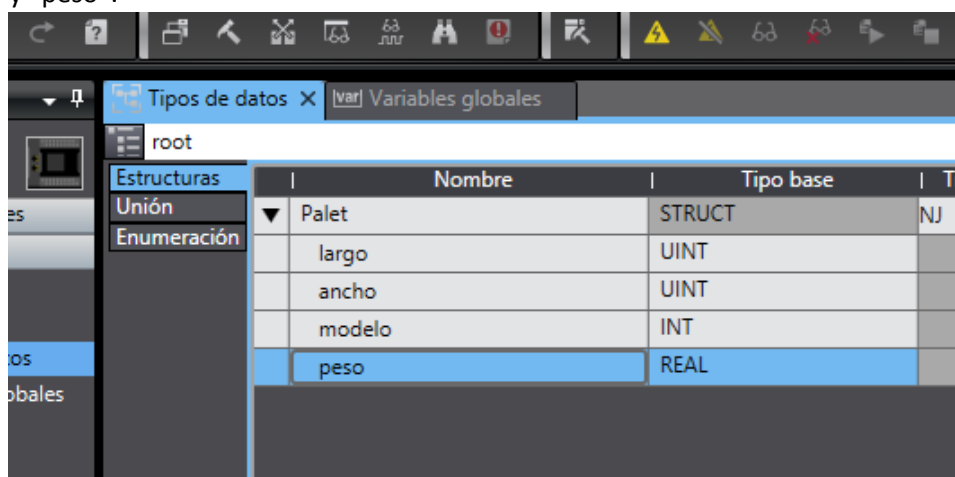 y "peso".
Tipos de datos Variables globales
root
Estructuras Nombre Tipo base T
Unión Palet STRUCT NJ
Enumeración
largo UINT
ancho UINT
modelo INT
peso REAL
es
tos
obales